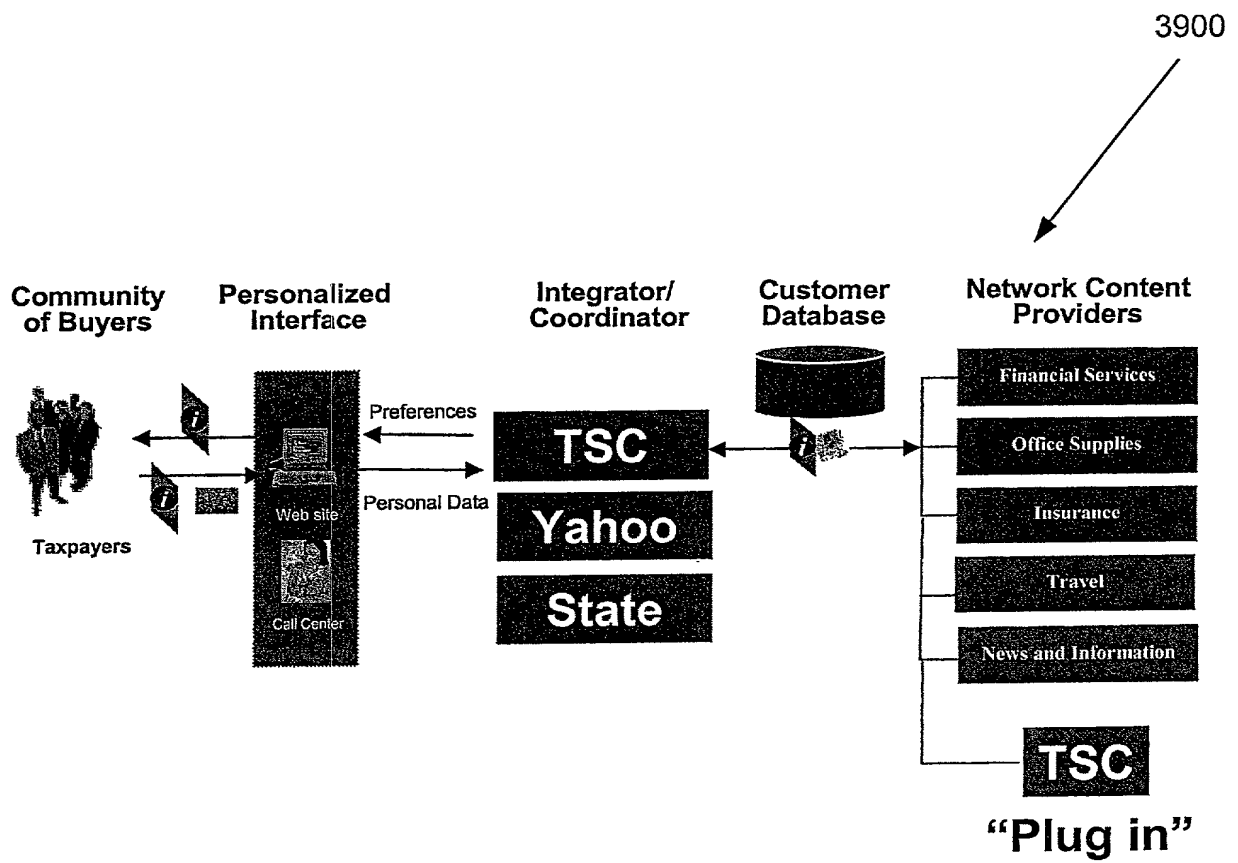 3900
Community
of Buyers
Personalized
Interface
Integrator/
Coordinator
Customer
Database
Network Content
Providers
Taxpayers
i
i
Web site
Call Center
Preferences
Personal Data
TSC
Yahoo
State
i
Financial Services
Office Supplies
Insurance
Travel
News and Information
TSC
“Plug in”